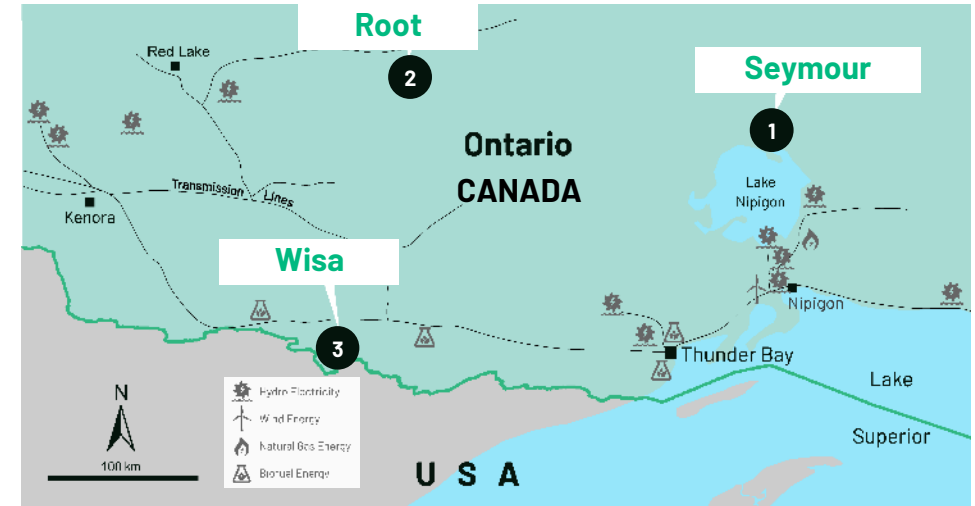 Root
Red Lake
2
Seymour
1
Ontario
CANADA
Lake
Nipigon
Transmission Lines
Kenora
Wisa
Nipigon
3
Thunder Bay
Lake
Superior
N
100 km
Hydro Electricity
Wind Energy
Natural Gas Energy
Biofuel Energy
U S A